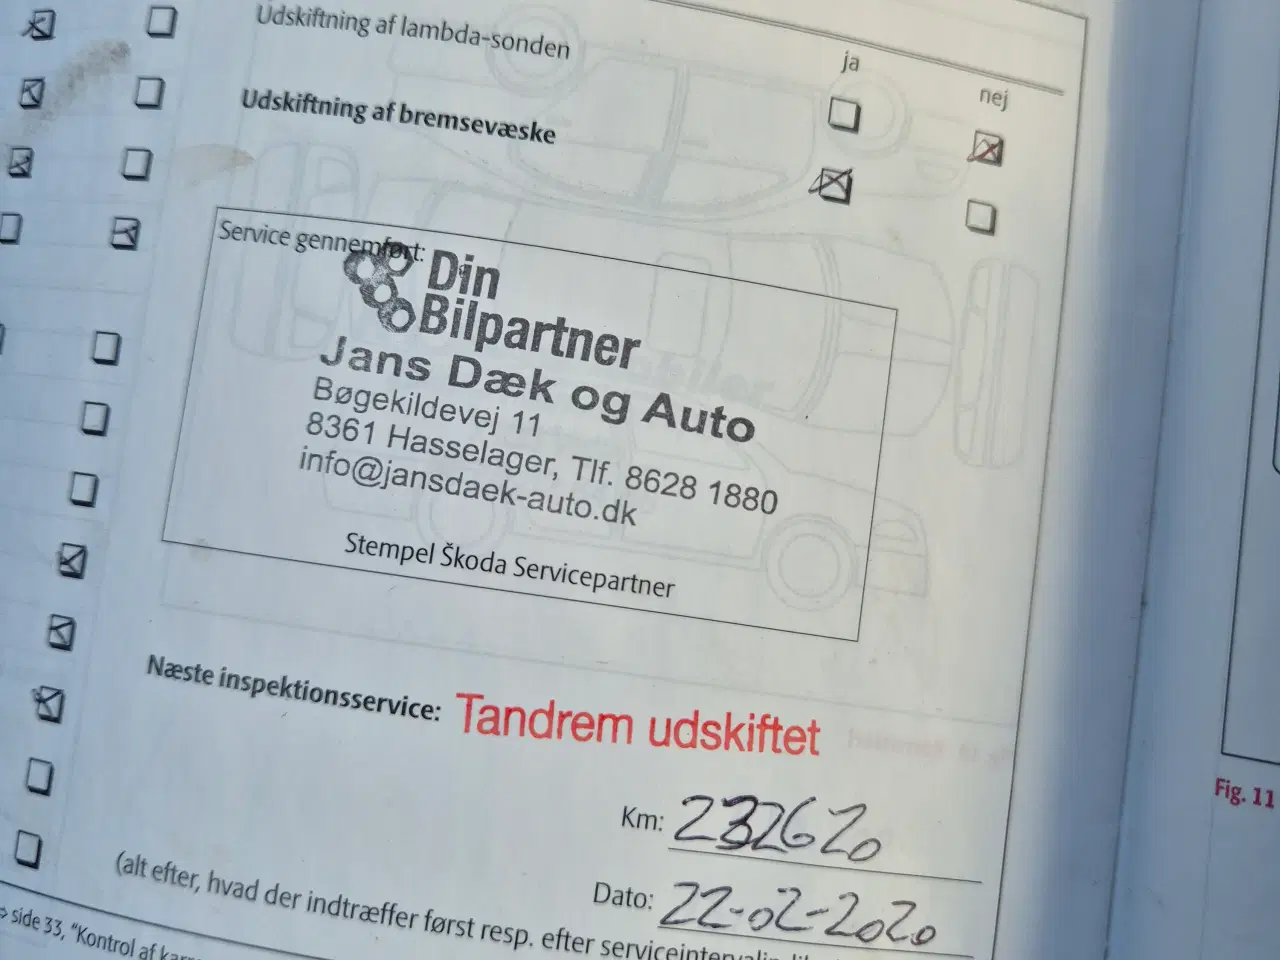 Udskiftning af lambda-sonden
ja
nej
Udskiftning af bremsevæske
Service gennemført:
Din
Bilpartner
Jans Dæk og Auto
Bøgekildevej 11
8361 Hasselager, Tlf. 8628 1880
info@jansdaek-auto.dk
Stempel Škoda Servicepartner
Næste inspektionsservice: Tandrem udskiftet
Km: 232620
Dato: 22-02-2020
(alt efter, hvad der indtræffer først resp. efter
side 33, "Kontrol af
Fig. 11